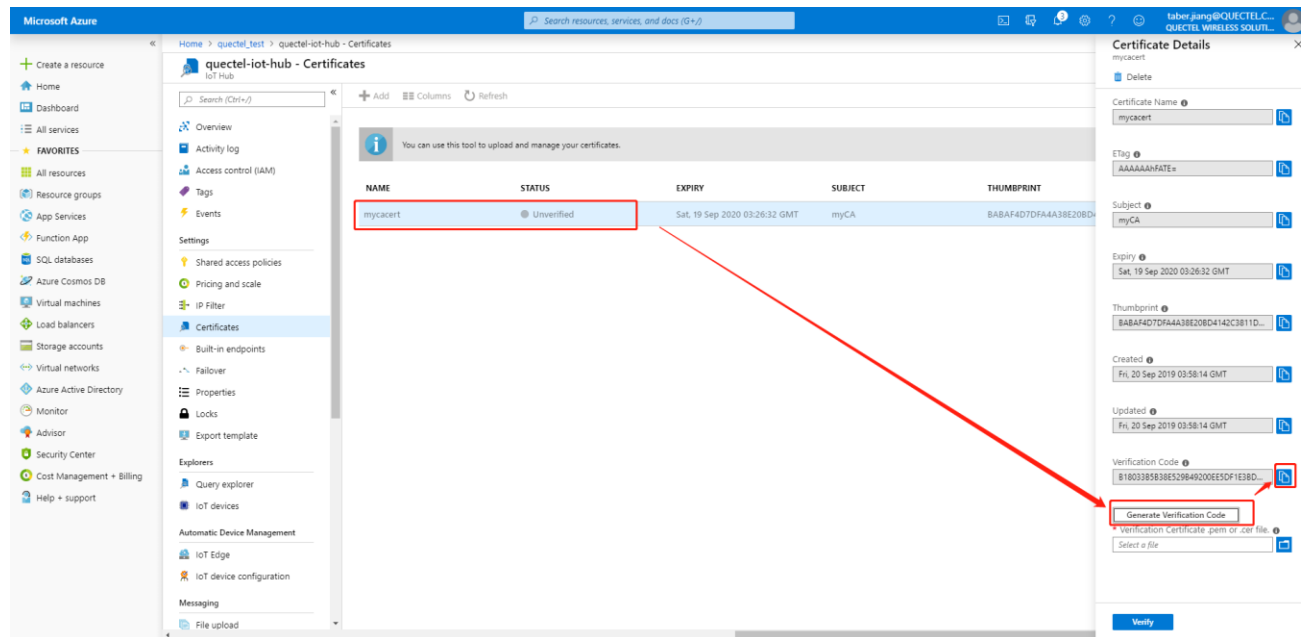 Microsoft Azure
Search resources, services, and docs (G+/)
3
taber.jiang@QUECTEL.C...
QUECTEL WIRELESS SOLUTI...
Create a resource
Home
Dashboard
All services
FAVORITES
All resources
Resource groups
App Services
Function App
SQL databases
Azure Cosmos DB
Virtual machines
Load balancers
Storage accounts
Virtual networks
Azure Active Directory
Monitor
Advisor
Security Center
Cost Management + Billing
Help + support
Home > quectel_test > quectel-iot-hub - Certificates
quectel-iot-hub - Certificates
IoT Hub
Search (Ctrl+/)
Overview
Activity log
Access control (IAM)
Tags
Events
Settings
Shared access policies
Pricing and scale
IP Filter
Certificates
Built-in endpoints
Failover
Properties
Locks
Export template
Explorers
Query explorer
IoT devices
Automatic Device Management
IoT Edge
IoT device configuration
Messaging
File upload
Add Columns Refresh
You can use this tool to upload and manage your certificates.
NAME STATUS EXPIRY SUBJECT THUMBPRINT
mycacert Unverified Sat, 19 Sep 2020 03:26:32 GMT myCA BABAF4D7DFA4A38E20BD
Certificate Details
mycacert
Delete
Certificate Name
mycacert
ETag
AAAAAAhFATE=
Subject
myCA
Expiry
Sat, 19 Sep 2020 03:26:32 GMT
Thumbprint
BABAF4D7DFA4A38E20BD4142C3811D...
Created
Fri, 20 Sep 2019 03:58:14 GMT
Updated
Fri, 20 Sep 2019 03:58:14 GMT
Verification Code
B18033B5B38E529B49200EE5DF1E3BD...
Generate Verification Code
* Verification Certificate .pem or .cer file.
Select a file
Verify